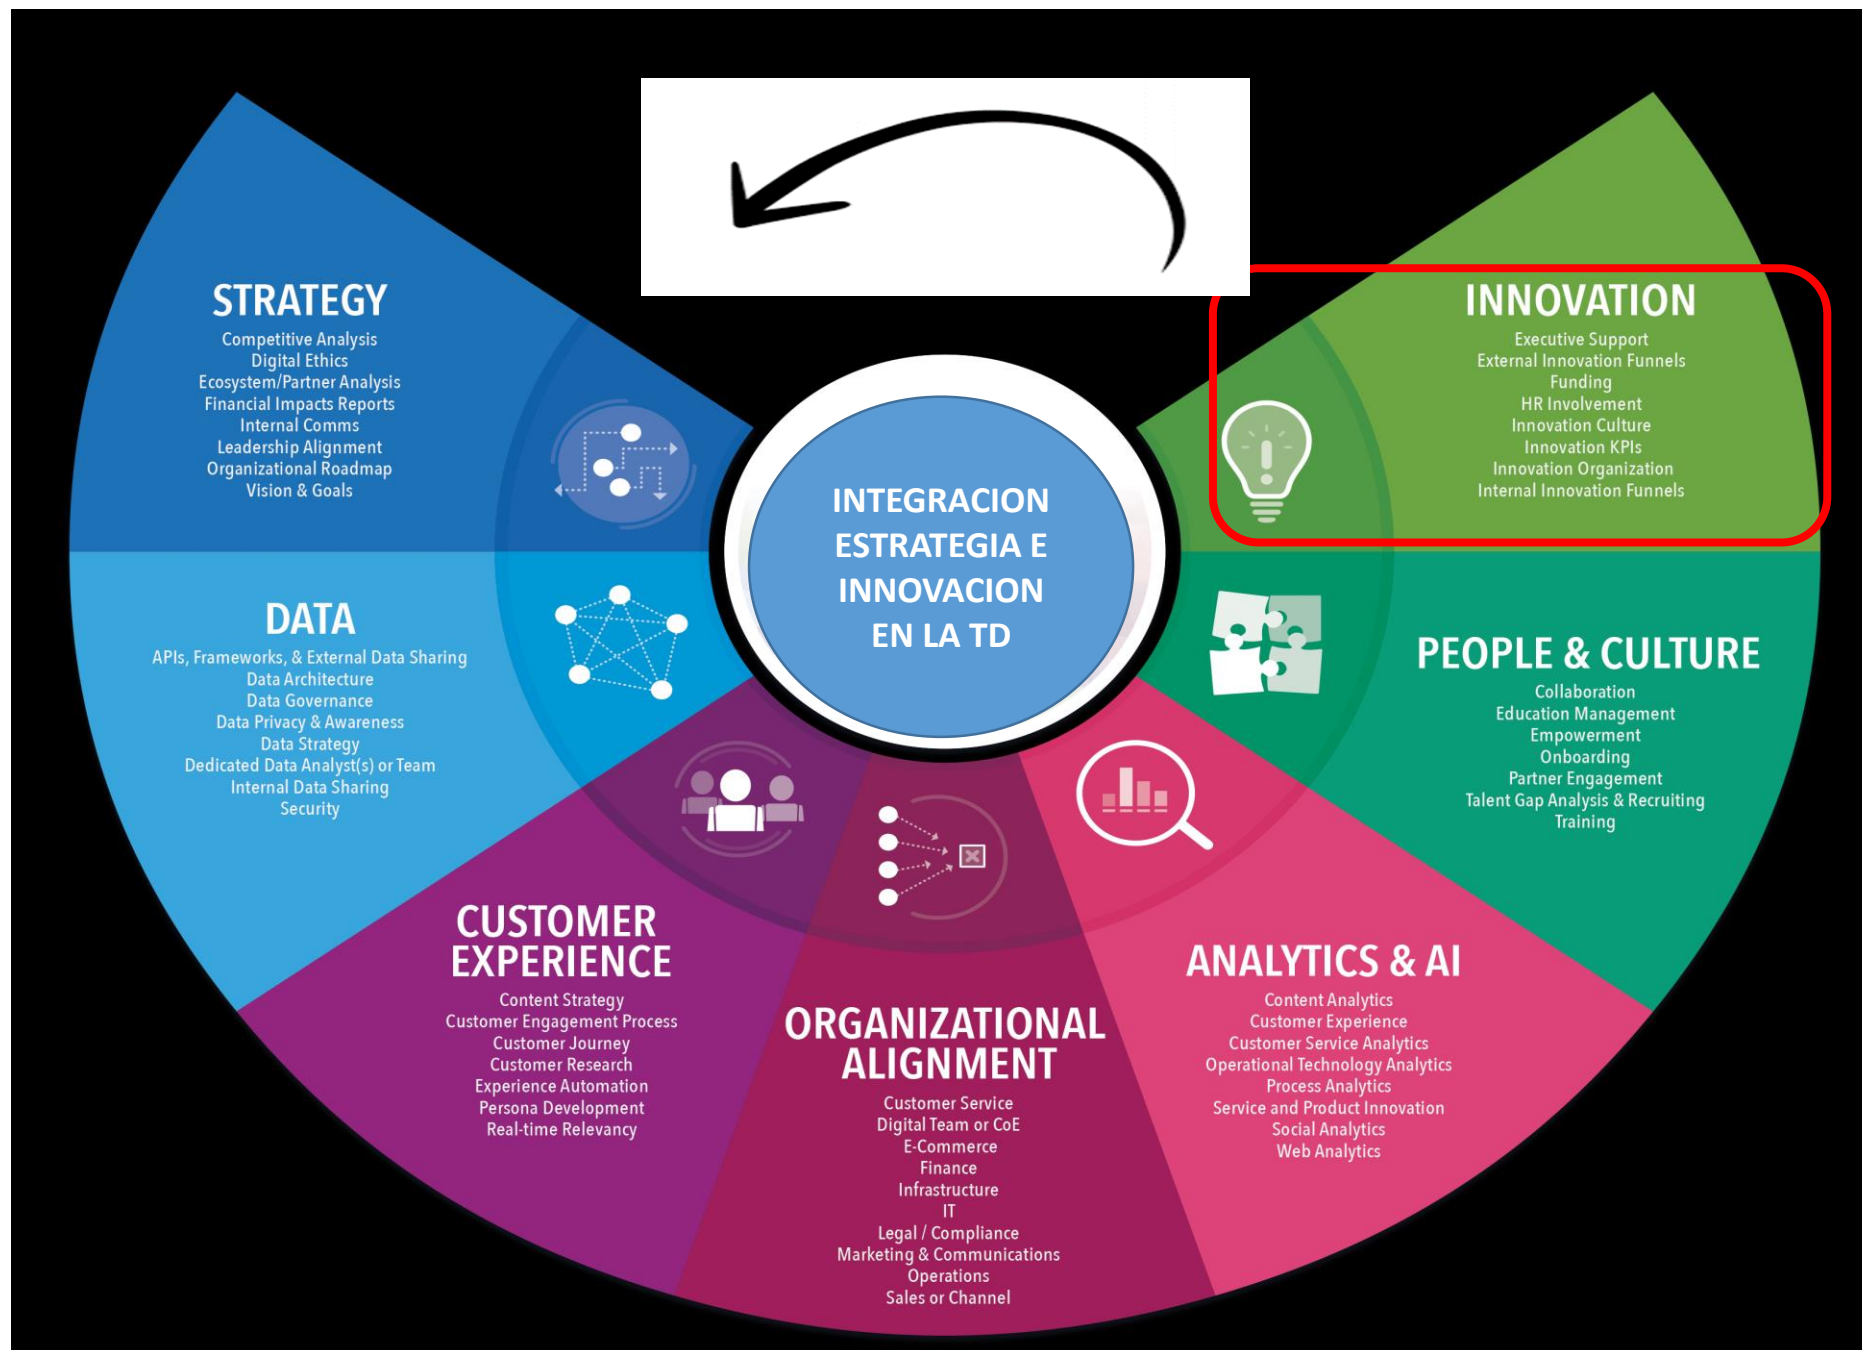 STRATEGY
Competitive Analysis
Digital Ethics
Ecosystem/Partner Analysis
Financial Impacts Reports
Internal Comms
Leadership Alignment
Organizational Roadmap
Vision & Goals
DATA
APIs, Frameworks, & External Data Sharing
Data Architecture
Data Governance
Data Privacy & Awareness
Data Strategy
Dedicated Data Analyst(s) or Team
Internal Data Sharing
Security
CUSTOMER
EXPERIENCE
Content Strategy
Customer Engagement Process
Customer Journey
Customer Research
Experience Automation
Persona Development
Real-time Relevancy
ORGANIZATIONAL
ALIGNMENT
Customer Service
Digital Team or CoE
E-Commerce
Finance
Infrastructure
IT
Legal / Compliance
Marketing & Communications
Operations
Sales or Channel
ANALYTICS & AI
Content Analytics
Customer Experience
Customer Service Analytics
Operational Technology Analytics
Process Analytics
Service and Product Innovation
Social Analytics
Web Analytics
PEOPLE & CULTURE
Collaboration
Education Management
Empowerment
Onboarding
Partner Engagement
Talent Gap Analysis & Recruiting
Training
INNOVATION
Executive Support
External Innovation Funnels
Funding
HR Involvement
Innovation Culture
Innovation KPIs
Innovation Organization
Internal Innovation Funnels
INTEGRACION
ESTRATEGIA E
INNOVACION
EN LA TD